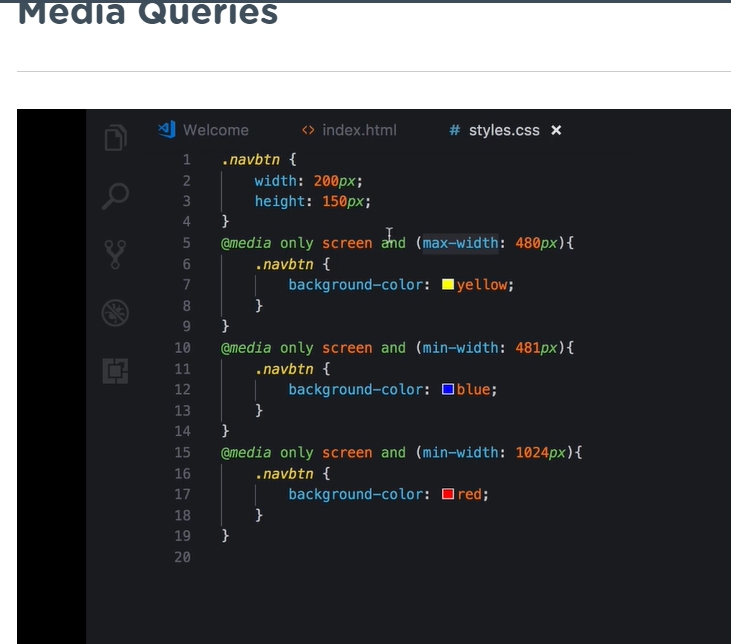 Media Queries
Welcome index.html styles.css
1 .navbtn {
2 width: 200px;
3 height: 150px;
4 }
5 @media only screen and (max-width: 480px){
6 .navbtn {
7 background-color: yellow;
8 }
9 }
10 @media only screen and (min-width: 481px){
11 .navbtn {
12 background-color: blue;
13 }
14 }
15 @media only screen and (min-width: 1024px){
16 .navbtn {
17 background-color: red;
18 }
19 }
20